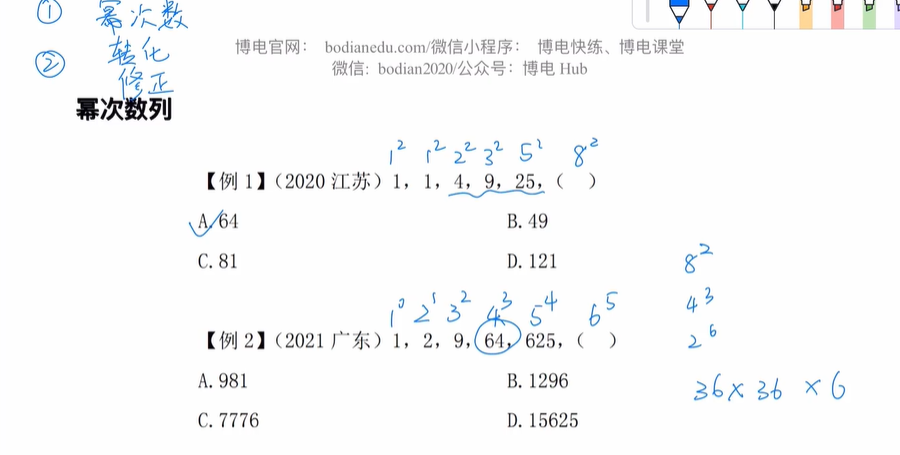 ① 幂次数
② 转化
修正
博电官网： bodianedu.com/微信小程序： 博电快练、博电课堂
微信: bodian2020/公众号：博电 Hub
幂次数列
1² 1² 2² 3² 5² 8²
【例 1】（2020 江苏）1，1，4，9，25，（ ）
A. 64 B. 49
C. 81 D. 121
8²
4³
2⁶
1⁰ 2¹ 3² 4³ 5⁴ 6⁵
【例 2】（2021 广东）1，2，9，64，625，（ ）
A. 981 B. 1296
36×36×6
C. 7776 D. 15625